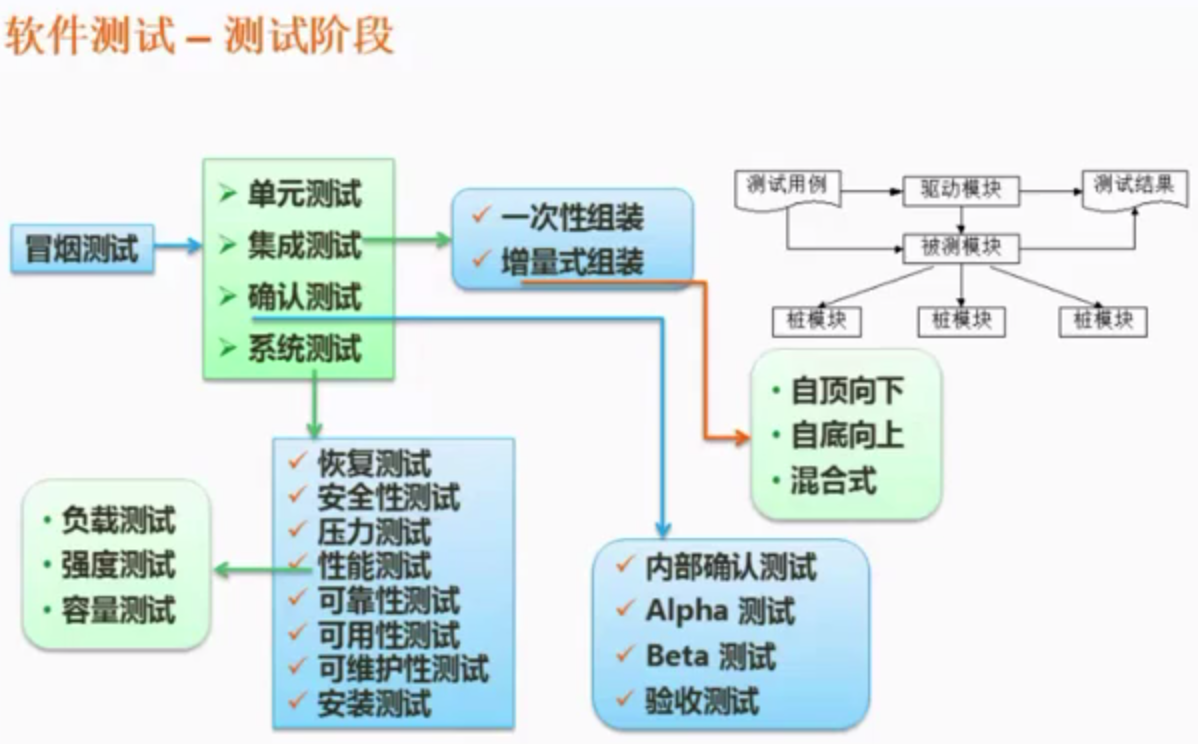 软件测试 – 测试阶段
冒烟测试
单元测试
集成测试
确认测试
系统测试
一次性组装
增量式组装
测试用例
驱动模块
测试结果
被测模块
桩模块
桩模块
桩模块
自顶向下
自底向上
混合式
恢复测试
安全性测试
压力测试
性能测试
可靠性测试
可用性测试
可维护性测试
安装测试
负载测试
强度测试
容量测试
内部确认测试
Alpha 测试
Beta 测试
验收测试